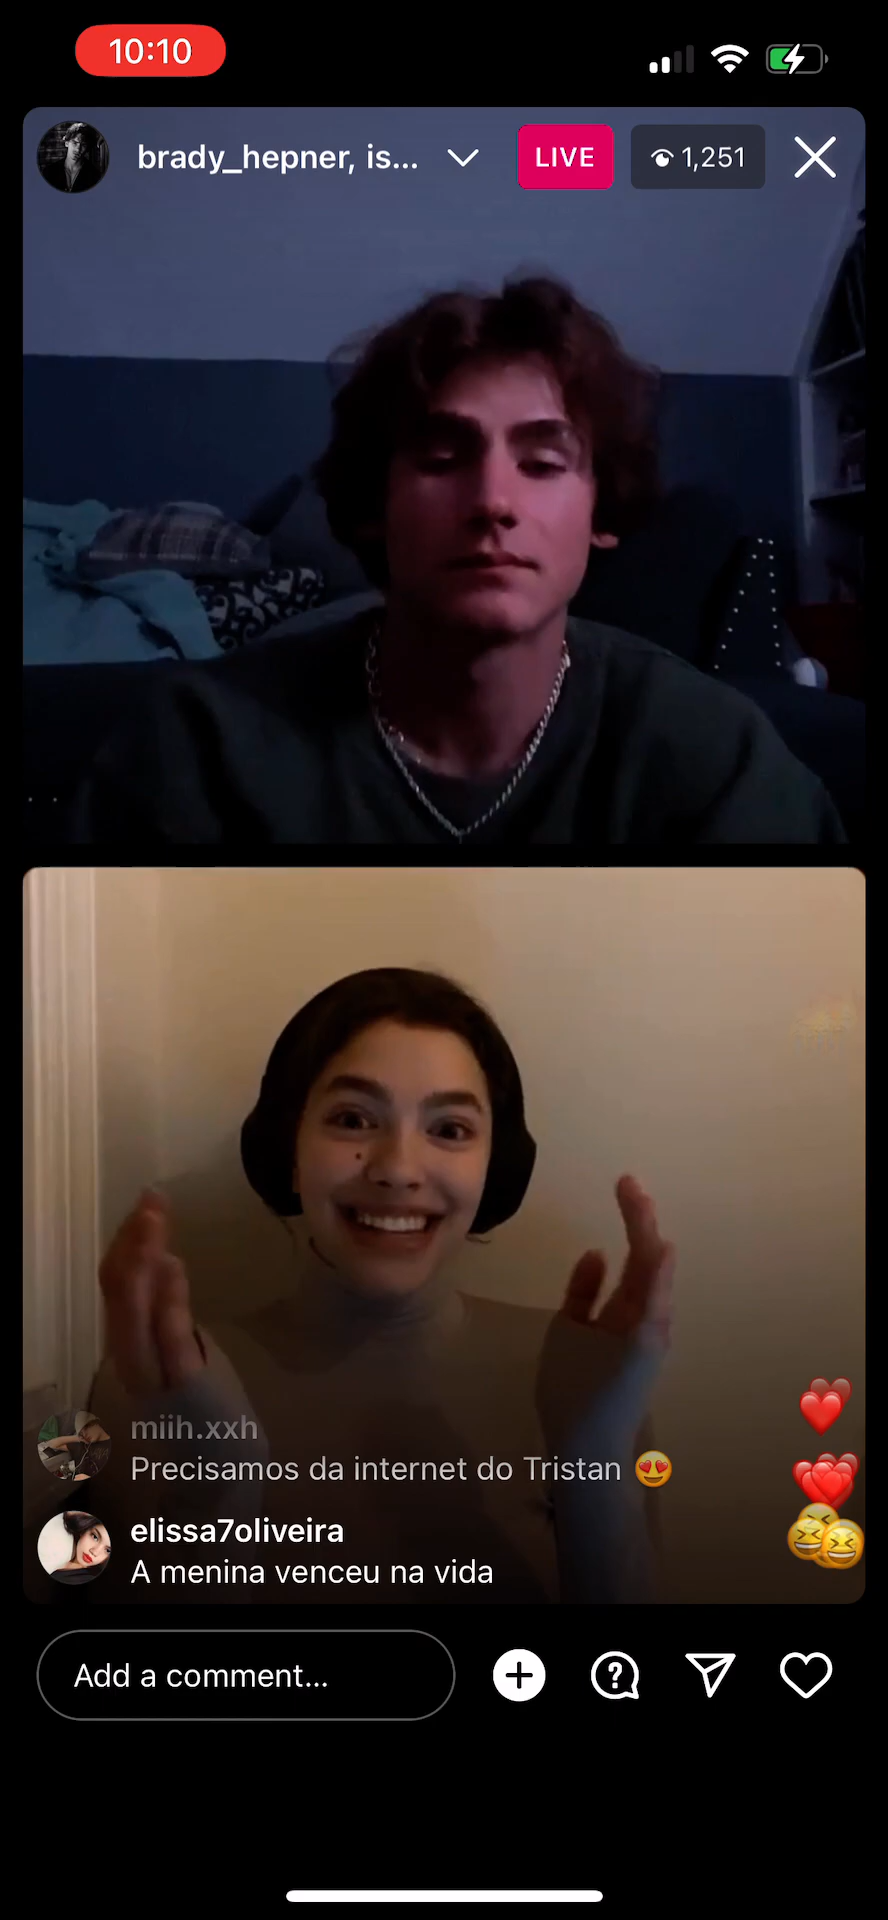 10:10
brady_hepner, is...
LIVE
1,251
miih.xxh
Precisamos da internet do Tristan 😍
elissa7oliveira
A menina venceu na vida
Add a comment...